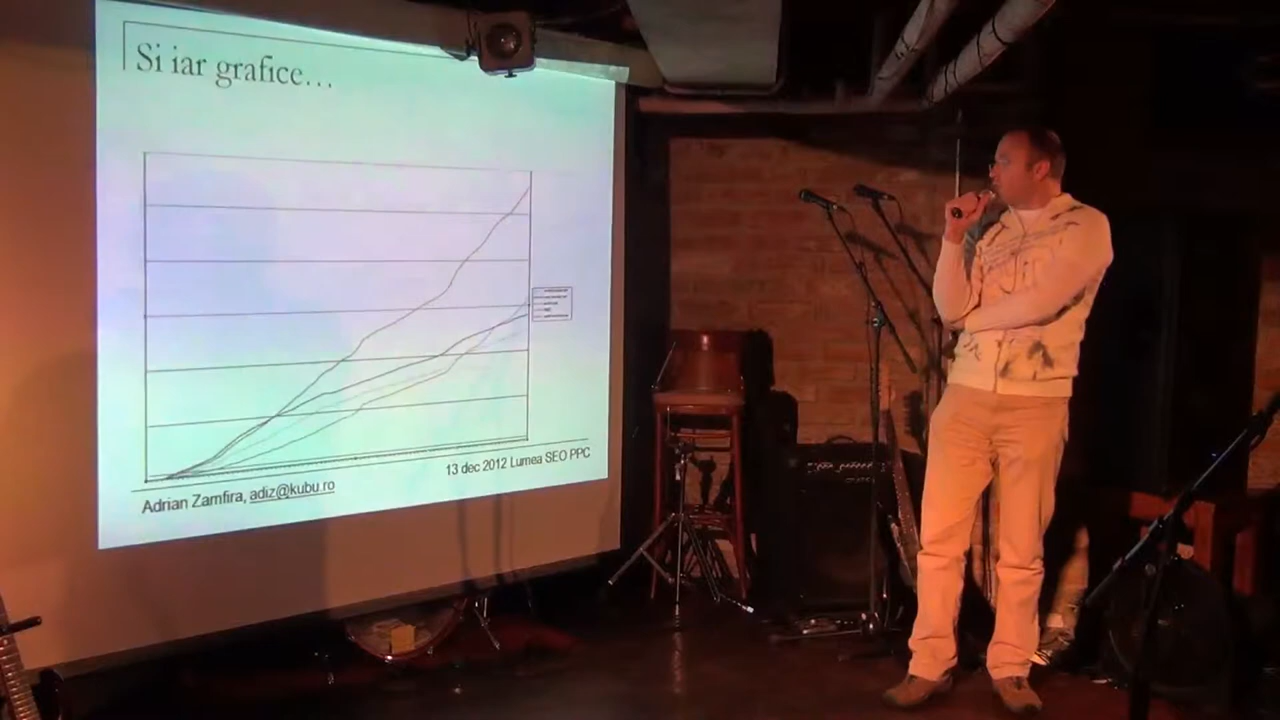 Si iar grafice...
13 dec 2012 Lumea SEO PPC
Adrian Zamfira, adiz@kubu.ro